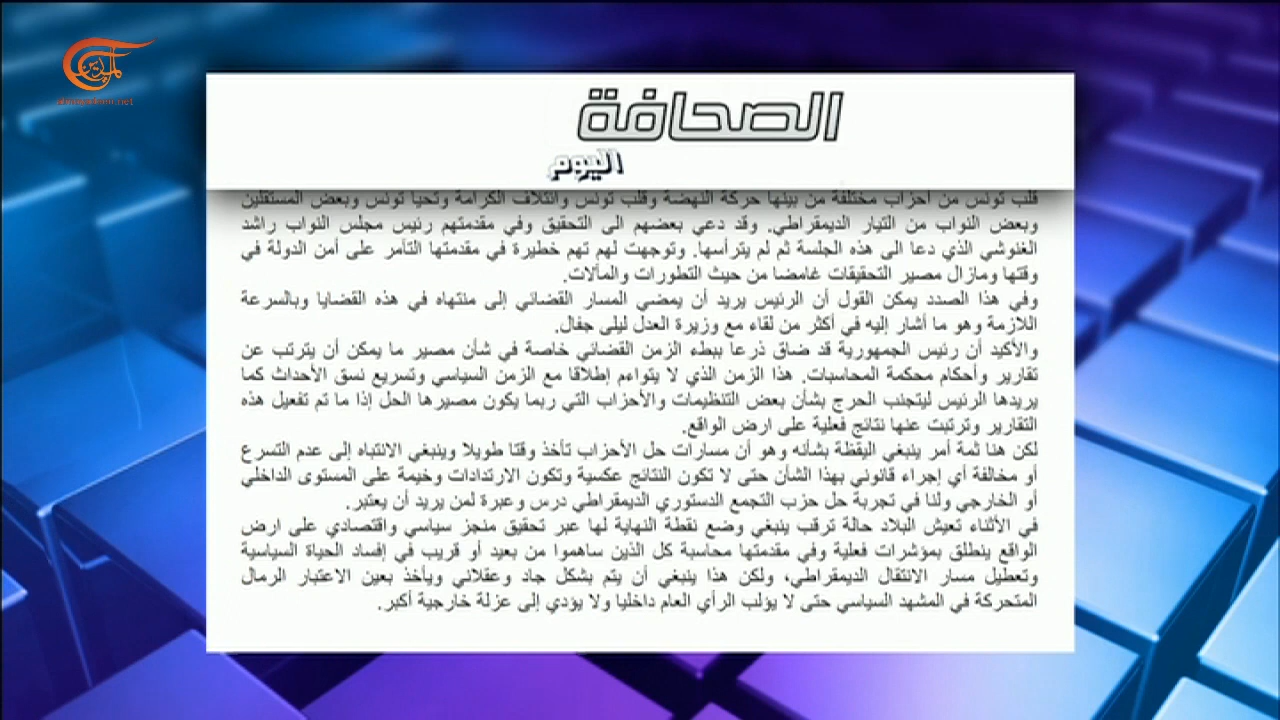 الميادين
almayadeen.net
الصحافة
اليوم
قلب تونس من أحزاب مختلفة من بينها حركة النهضة وقلب تونس وائتلاف الكرامة وتحيا تونس وبعض المستقلين
وبعض النواب من التيار الديمقراطي. وقد دعي بعضهم الى التحقيق وفي مقدمتهم رئيس مجلس النواب راشد
الغنوشي الذي دعا الى هذه الجلسة ثم لم يترأسها. وتوجهت لهم تهم خطيرة في مقدمتها التآمر على أمن الدولة في
وقتها ومازال مصير التحقيقات غامضا من حيث التطورات والمآلات.
وفي هذا الصدد يمكن القول أن الرئيس يريد أن يمضي المسار القضائي إلى منتهاه في هذه القضايا وبالسرعة
اللازمة وهو ما أشار إليه في أكثر من لقاء مع وزيرة العدل ليلى جفال.
والأكيد أن رئيس الجمهورية قد ضاق ذرعا ببطء الزمن القضائي خاصة في شأن مصير ما يمكن أن يترتب عن
تقارير وأحكام محكمة المحاسبات. هذا الزمن الذي لا يتواءم إطلاقا مع الزمن السياسي وتسريع نسق الأحداث كما
يريدها الرئيس ليتجنب الحرج بشأن بعض التنظيمات والأحزاب التي ربما يكون مصيرها الحل إذا ما تم تفعيل هذه
التقارير وترتبت عنها نتائج فعلية على ارض الواقع.
لكن هنا ثمة أمر ينبغي اليقظة بشأنه وهو أن مسارات حل الأحزاب تأخذ وقتا طويلا وينبغي الانتباه إلى عدم التسرع
أو مخالفة أي إجراء قانوني بهذا الشأن حتى لا تكون النتائج عكسية وتكون الارتدادات وخيمة على المستوى الداخلي
أو الخارجي ولنا في تجربة حل حزب التجمع الدستوري الديمقراطي درس وعبرة لمن يريد أن يعتبر.
في الأثناء تعيش البلاد حالة ترقب ينبغي وضع نقطة النهاية لها عبر تحقيق منجز سياسي واقتصادي على ارض
الواقع ينطلق بمؤشرات فعلية وفي مقدمتها محاسبة كل الذين ساهموا من بعيد أو قريب في إفساد الحياة السياسية
وتعطيل مسار الانتقال الديمقراطي، ولكن هذا ينبغي أن يتم بشكل جاد وعقلاني ويأخذ بعين الاعتبار الرمال
المتحركة في المشهد السياسي حتى لا يؤلب الرأي العام داخليا ولا يؤدي إلى عزلة خارجية أكبر.